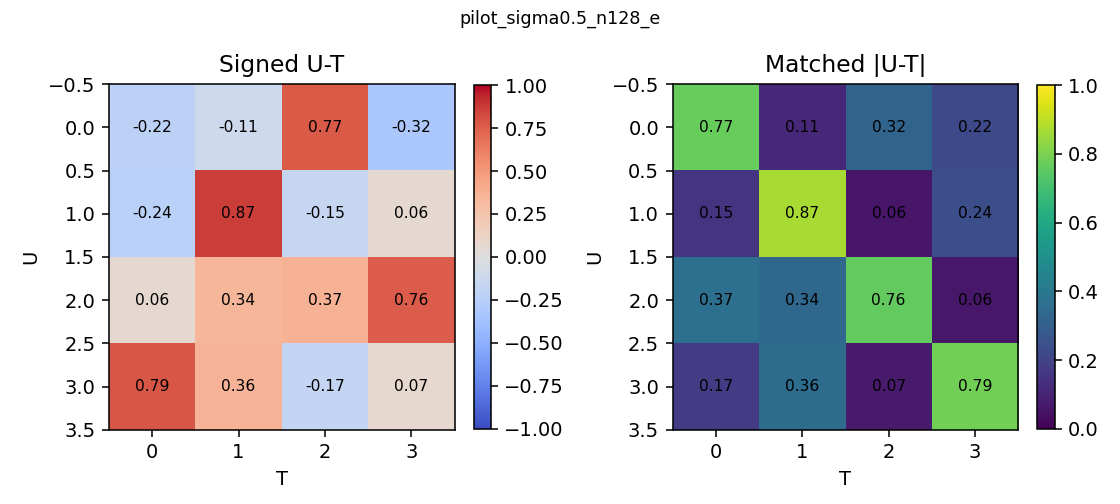 pilot_sigma0.5_n128_e
Signed U-T
−0.5
0.0
0.5
1.0
1.5
2.0
2.5
3.0
3.5
U
-0.22 -0.11 0.77 -0.32
-0.24 0.87 -0.15 0.06
0.06 0.34 0.37 0.76
0.79 0.36 -0.17 0.07
0 1 2 3
T
1.00
0.75
0.50
0.25
0.00
−0.25
−0.50
−0.75
−1.00
Matched |U-T|
−0.5
0.0
0.5
1.0
1.5
2.0
2.5
3.0
3.5
U
0.77 0.11 0.32 0.22
0.15 0.87 0.06 0.24
0.37 0.34 0.76 0.06
0.17 0.36 0.07 0.79
0 1 2 3
T
1.0
0.8
0.6
0.4
0.2
0.0